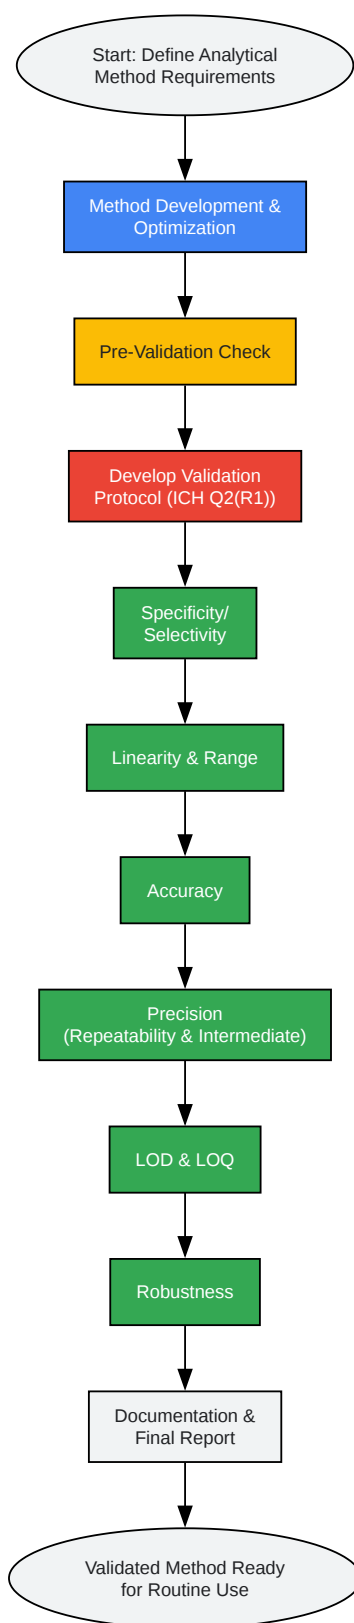 Start: Define Analytical
Method Requirements
Method Development &
Optimization
Pre-Validation Check
Develop Validation
Protocol (ICH Q2(R1))
Specificity/
Selectivity
Linearity & Range
Accuracy
Precision
(Repeatability & Intermediate)
LOD & LOQ
Robustness
Documentation &
Final Report
Validated Method Ready
for Routine Use